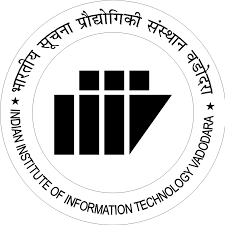 भारतीय सूचना प्रौद्योगिकी संस्थान वडोदरा
INDIAN INSTITUTE OF INFORMATION TECHNOLOGY VADODARA